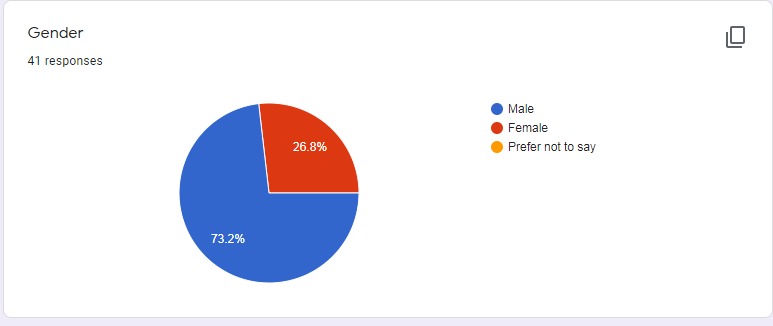 Gender
41 responses
Male
Female
Prefer not to say
26.8%
73.2%